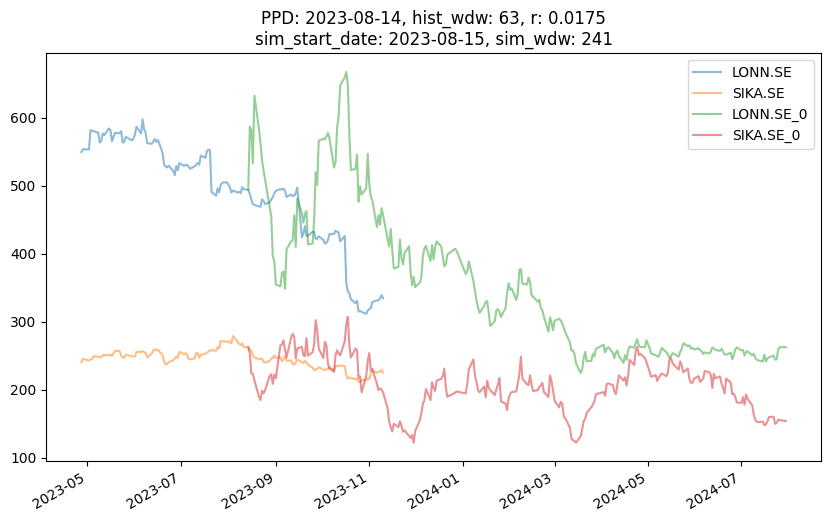 PPD: 2023-08-14, hist_wdw: 63, r: 0.0175
sim_start_date: 2023-08-15, sim_wdw: 241
LONN.SE
SIKA.SE
LONN.SE_0
SIKA.SE_0
600
500
400
300
200
100
2023-05
2023-07
2023-09
2023-11
2024-01
2024-03
2024-05
2024-07